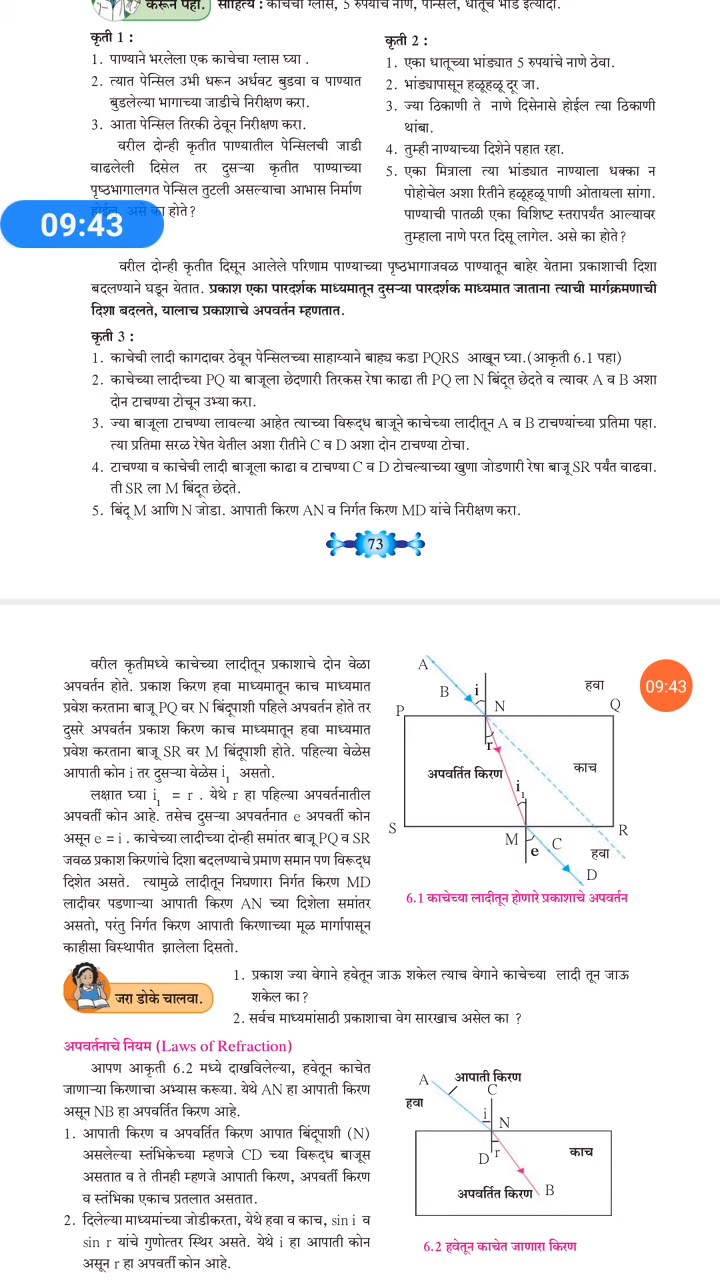 करून पहा. साहित्य : काचेचा ग्लास, 5 रुपयाचे नाणे, पेन्सिल, धातूचे भांडे इत्यादी.
कृती 1 :
1. पाण्याने भरलेला एक काचेचा ग्लास घ्या .
2. त्यात पेन्सिल उभी धरून अर्धवट बुडवा व पाण्यात
बुडलेल्या भागाच्या जाडीचे निरीक्षण करा.
3. आता पेन्सिल तिरकी ठेवून निरीक्षण करा.
वरील दोन्ही कृतीत पाण्यातील पेन्सिलची जाडी
वाढलेली दिसेल तर दुसऱ्या कृतीत पाण्याच्या
पृष्ठभागालगत पेन्सिल तुटली असल्याचा आभास निर्माण
होईल. असे का होते ?
09:43
कृती 2 :
1. एका धातूच्या भांड्यात 5 रुपयांचे नाणे ठेवा.
2. भांड्यापासून हळूहळू दूर जा.
3. ज्या ठिकाणी ते नाणे दिसेनासे होईल त्या ठिकाणी
थांबा.
4. तुम्ही नाण्याच्या दिशेने पहात रहा.
5. एका मित्राला त्या भांड्यात नाण्याला धक्का न
पोहोचेल अशा रितीने हळूहळू पाणी ओतायला सांगा.
पाण्याची पातळी एका विशिष्ट स्तरापर्यंत आल्यावर
तुम्हाला नाणे परत दिसू लागेल. असे का होते ?
वरील दोन्ही कृतीत दिसून आलेले परिणाम पाण्याच्या पृष्ठभागाजवळ पाण्यातून बाहेर येताना प्रकाशाची दिशा
बदलण्याने घडून येतात. प्रकाश एका पारदर्शक माध्यमातून दुसऱ्या पारदर्शक माध्यमात जाताना त्याची मार्गक्रमणाची
दिशा बदलते, यालाच प्रकाशाचे अपवर्तन म्हणतात.
कृती 3 :
1. काचेची लादी कागदावर ठेवून पेन्सिलच्या साहाय्याने बाह्य कडा PQRS आखून घ्या.(आकृती 6.1 पहा)
2. काचेच्या लादीच्या PQ या बाजूला छेदणारी तिरकस रेषा काढा ती PQ ला N बिंदूत छेदते व त्यावर A व B अशा
दोन टाचण्या टोचून उभ्या करा.
3. ज्या बाजूला टाचण्या लावल्या आहेत त्याच्या विरूद्ध बाजूने काचेच्या लादीतून A व B टाचण्यांच्या प्रतिमा पहा.
त्या प्रतिमा सरळ रेषेत येतील अशा रीतीने C व D अशा दोन टाचण्या टोचा.
4. टाचण्या व काचेची लादी बाजूला काढा व टाचण्या C व D टोचल्याच्या खुणा जोडणारी रेषा बाजू SR पर्यंत वाढवा.
ती SR ला M बिंदूत छेदते.
5. बिंदू M आणि N जोडा. आपाती किरण AN व निर्गत किरण MD यांचे निरीक्षण करा.
73
वरील कृतीमध्ये काचेच्या लादीतून प्रकाशाचे दोन वेळा
अपवर्तन होते. प्रकाश किरण हवा माध्यमातून काच माध्यमात
प्रवेश करताना बाजू PQ वर N बिंदूपाशी पहिले अपवर्तन होते तर
दुसरे अपवर्तन प्रकाश किरण काच माध्यमातून हवा माध्यमात
प्रवेश करताना बाजू SR वर M बिंदूपाशी होते. पहिल्या वेळेस
आपाती कोन i तर दुसऱ्या वेळेस i₁ असतो.
लक्षात घ्या i₁ = r . येथे r हा पहिल्या अपवर्तनातील
अपवर्ती कोन आहे. तसेच दुसऱ्या अपवर्तनात e अपवर्ती कोन
असून e = i . काचेच्या लादीच्या दोन्ही समांतर बाजू PQ व SR
जवळ प्रकाश किरणांचे दिशा बदलण्याचे प्रमाण समान पण विरूद्ध
दिशेत असते. त्यामुळे लादीतून निघणारा निर्गत किरण MD
लादीवर पडणाऱ्या आपाती किरण AN च्या दिशेला समांतर
असतो, परंतु निर्गत किरण आपाती किरणाच्या मूळ मार्गापासून
काहीसा विस्थापीत झालेला दिसतो.
A
B
i
N
हवा
09:43
P
Q
r
अपवर्तित किरण
काच
i₁
S
R
M
e
C
हवा
D
6.1 काचेच्या लादीतून होणारे प्रकाशाचे अपवर्तन
जरा डोके चालवा.
1. प्रकाश ज्या वेगाने हवेतून जाऊ शकेल त्याच वेगाने काचेच्या लादी तून जाऊ
शकेल का ?
2. सर्वच माध्यमांसाठी प्रकाशाचा वेग सारखाच असेल का ?
अपवर्तनाचे नियम (Laws of Refraction)
आपण आकृती 6.2 मध्ये दाखविलेल्या, हवेतून काचेत
जाणाऱ्या किरणाचा अभ्यास करूया. येथे AN हा आपाती किरण
असून NB हा अपवर्तित किरण आहे.
1. आपाती किरण व अपवर्तित किरण आपात बिंदूपाशी (N)
असलेल्या स्तंभिकेच्या म्हणजे CD च्या विरूद्ध बाजूस
असतात व ते तीनही म्हणजे आपाती किरण, अपवर्ती किरण
व स्तंभिका एकाच प्रतलात असतात.
2. दिलेल्या माध्यमांच्या जोडीकरता, येथे हवा व काच, sin i व
sin r यांचे गुणोत्तर स्थिर असते. येथे i हा आपाती कोन
असून r हा अपवर्ती कोन आहे.
A
आपाती किरण
C
हवा
i
N
D
r
काच
अपवर्तित किरण
B
6.2 हवेतून काचेत जाणारा किरण